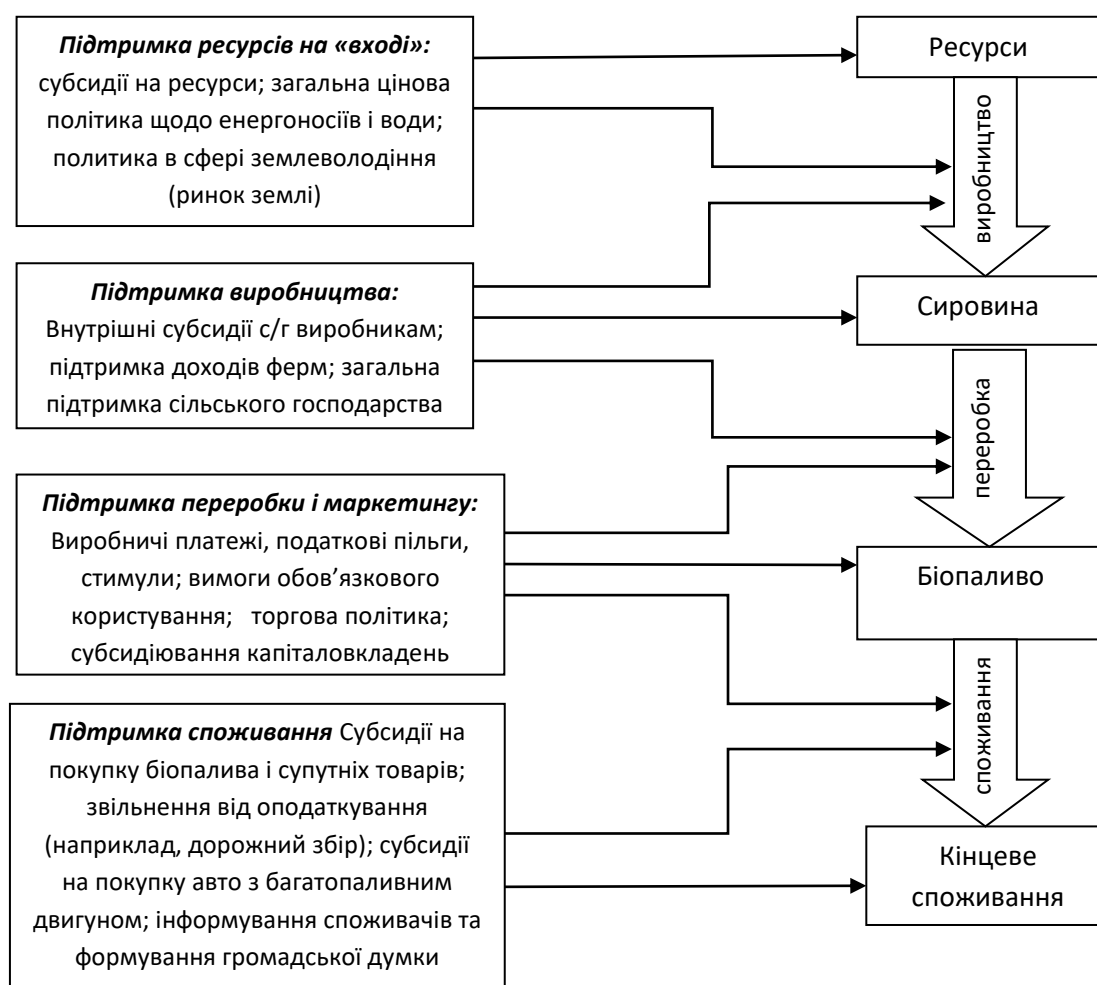 Підтримка ресурсів на «вході»:
субсидії на ресурси; загальна цінова
політика щодо енергоносіїв і води;
политика в сфері землеволодіння
(ринок землі)
Ресурси
виробництво
Підтримка виробництва:
Внутрішні субсидії с/г виробникам;
підтримка доходів ферм; загальна
підтримка сільського господарства
Сировина
переробка
Підтримка переробки і маркетингу:
Виробничі платежі, податкові пільги,
стимули; вимоги обов’язкового
користування; торгова політика;
субсидіювання капіталовкладень
Біопаливо
споживання
Підтримка споживання Субсидії на
покупку біопалива і супутніх товарів;
звільнення від оподаткування
(наприклад, дорожний збір); субсидії
на покупку авто з багатопаливним
двигуном; інформування споживачів та
формування громадської думки
Кінцеве
споживання